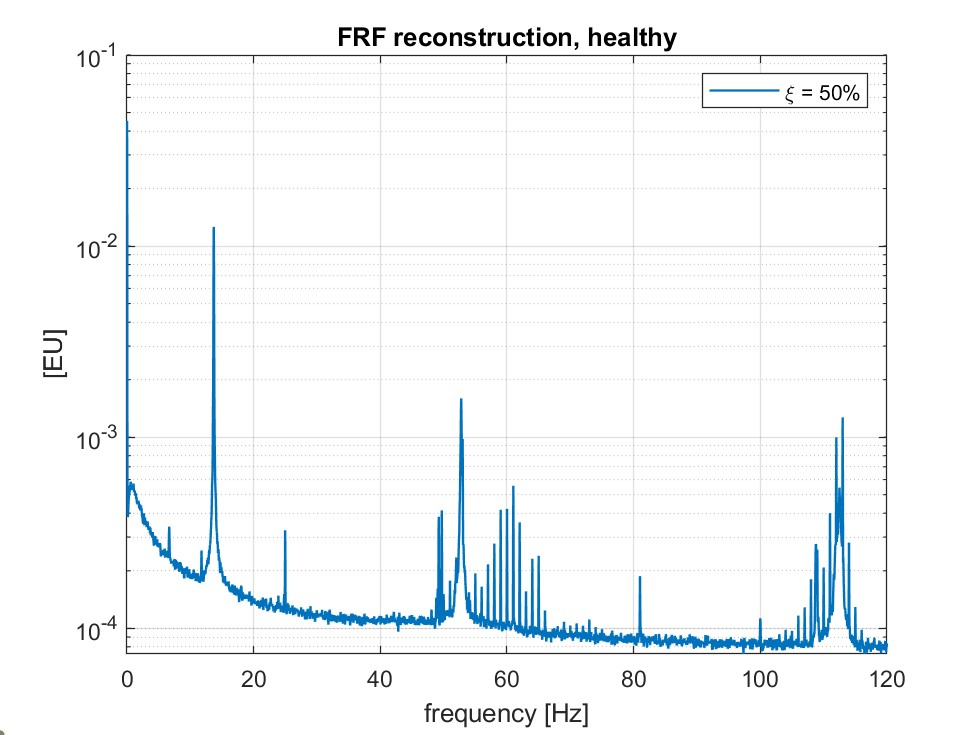 FRF reconstruction, healthy
ξ = 50%
[EU]
10⁻¹
10⁻²
10⁻³
10⁻⁴
0 20 40 60 80 100 120
frequency [Hz]